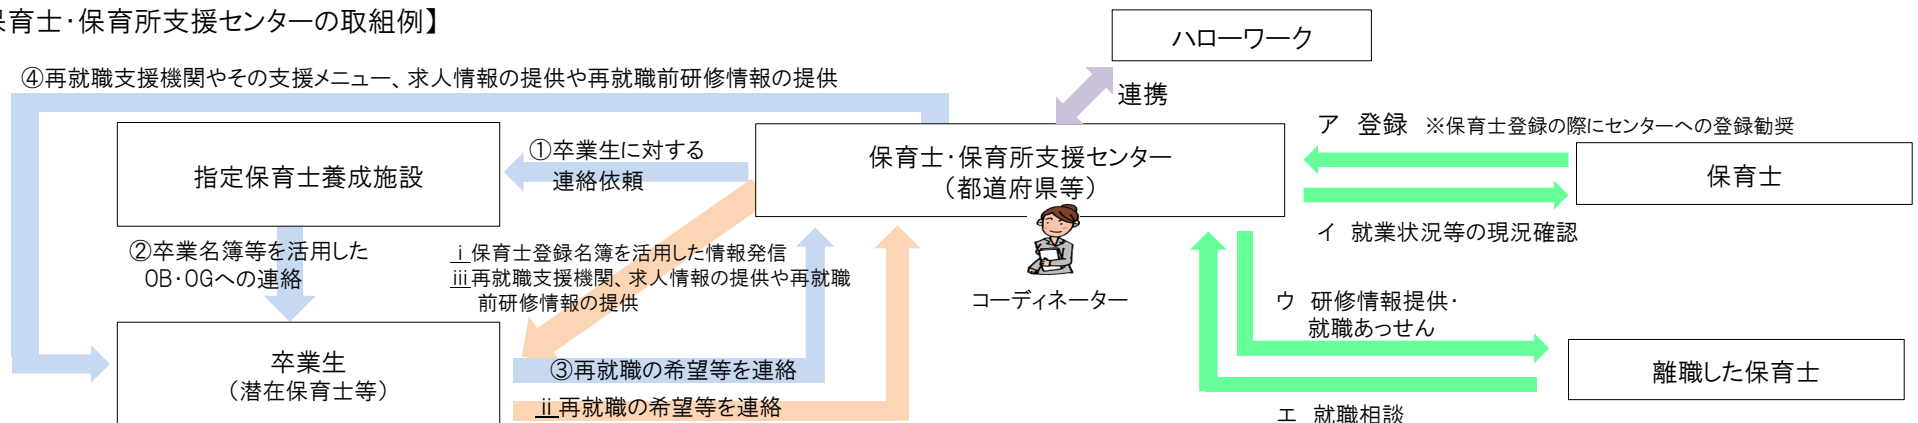 保育士・保育所支援センターの取組例】
ハローワーク
④再就職支援機関やその支援メニュー、求人情報の提供や再就職前研修情報の提供
連携
ア 登録 ※保育士登録の際にセンターへの登録勧奨
①卒業生に対する
連絡依頼
指定保育士養成施設
保育士・保育所支援センター
（都道府県等）
保育士
イ 就業状況等の現況確認
②卒業名簿等を活用した
OB・OGへの連絡
ⅰ保育士登録名簿を活用した情報発信
ⅲ再就職支援機関、求人情報の提供や再就職
前研修情報の提供
コーディネーター
ウ 研修情報提供・
就職あっせん
卒業生
（潜在保育士等）
③再就職の希望等を連絡
離職した保育士
ⅱ再就職の希望等を連絡
エ 就職相談